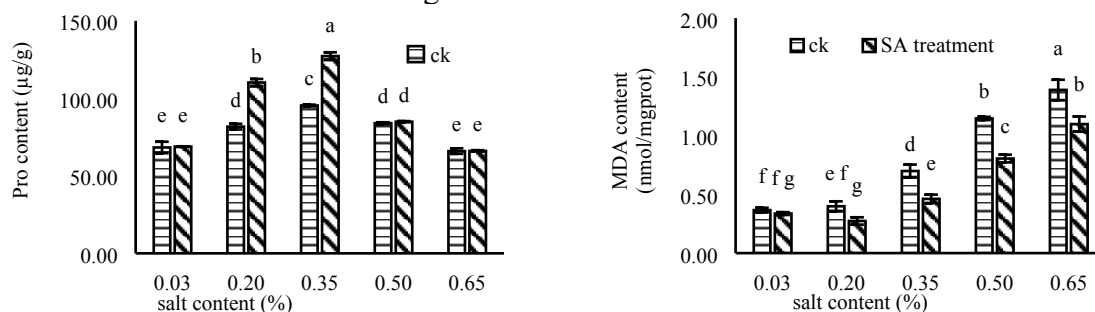 150.00
100.00
50.00
0.00
Pro content (µg/g)
ck
e e
d b
c a
d d
e e
0.03 0.20 0.35 0.50 0.65
salt content (%)
2.00
1.50
1.00
0.50
0.00
MDA content
(nmol/mgprot)
ck SA treatment
f f g
e f g
d e
b c
a b
0.03 0.20 0.35 0.50 0.65
salt content (%)